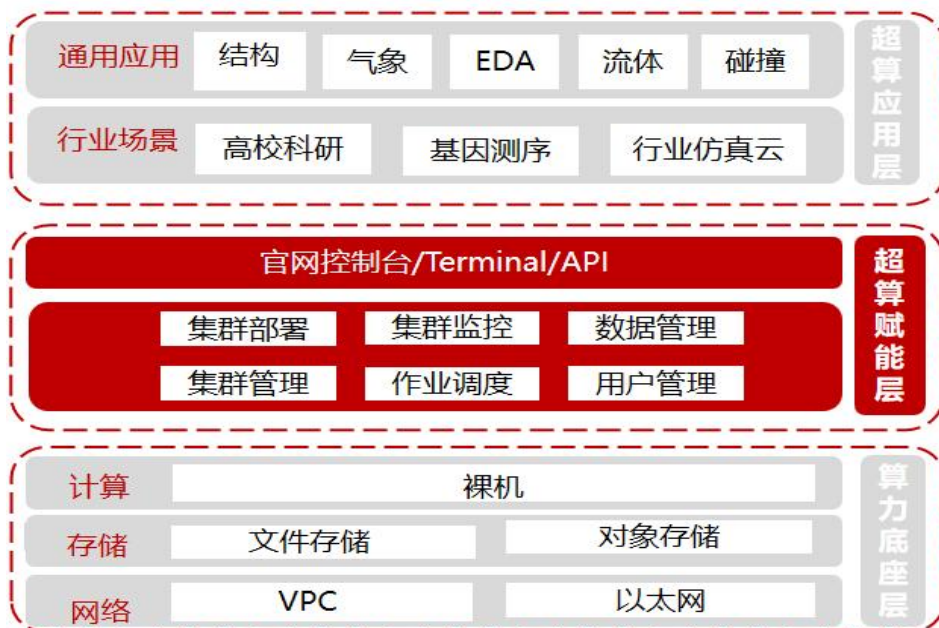 通用应用 结构 气象 EDA 流体 碰撞
行业场景 高校科研 基因测序 行业仿真云
超算应用层
官网控制台/Terminal/API
集群部署 集群监控 数据管理
集群管理 作业调度 用户管理
超算赋能层
计算 裸机
存储 文件存储 对象存储
网络 VPC 以太网
算力底座层